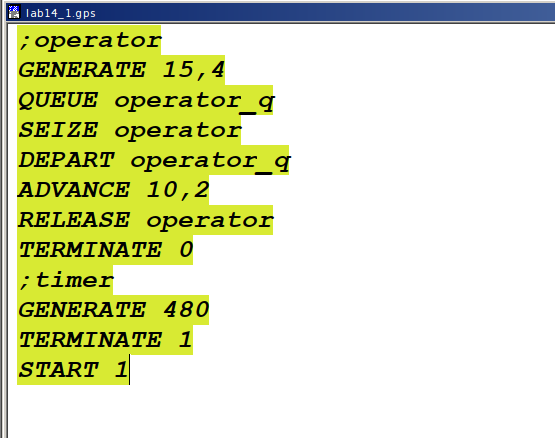 lab14_1.gps
;operator
GENERATE 15,4
QUEUE operator_q
SEIZE operator
DEPART operator_q
ADVANCE 10,2
RELEASE operator
TERMINATE 0
;timer
GENERATE 480
TERMINATE 1
START 1